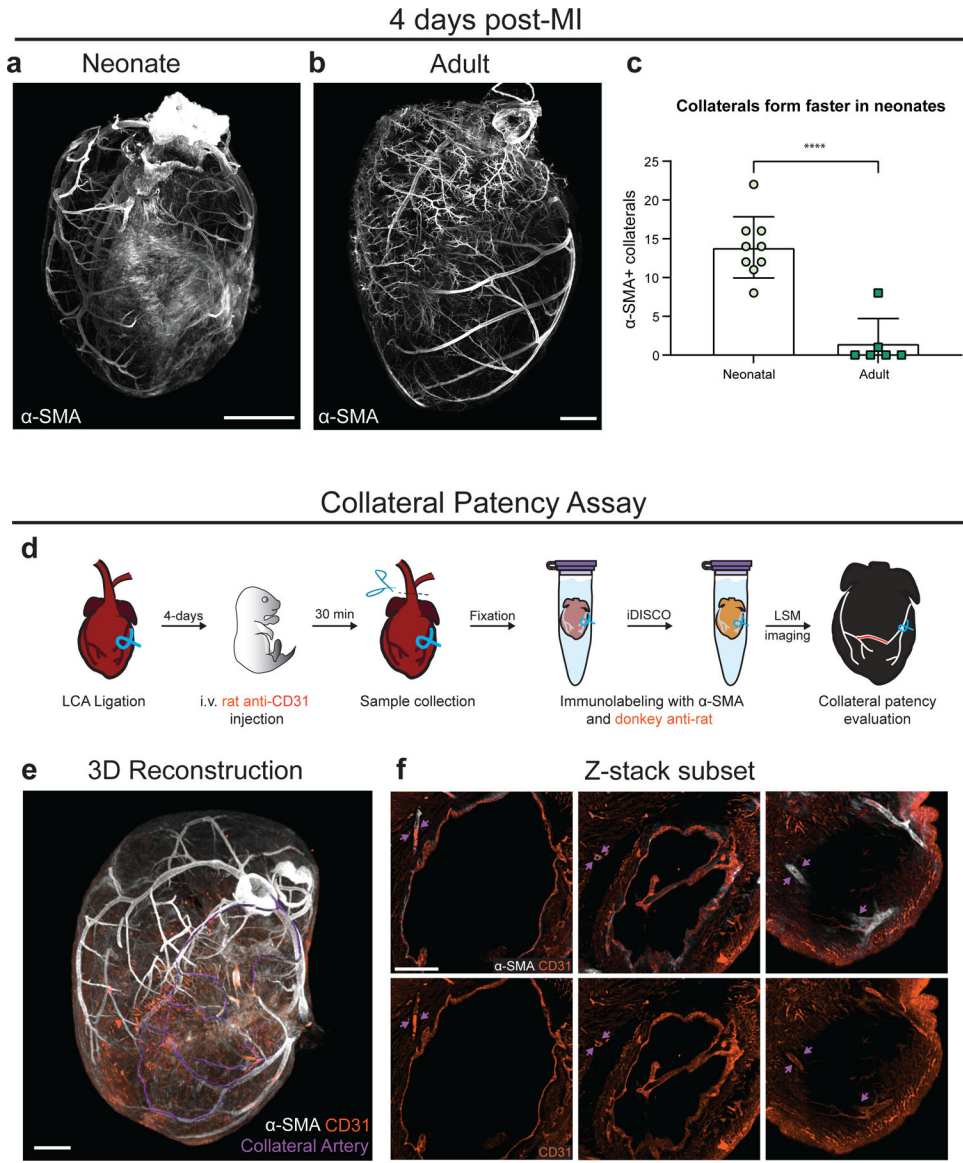 4 days post-MI
a
Neonate
b
Adult
c
Collaterals form faster in neonates
α-SMA
α-SMA
α-SMA+ collaterals
25
20
15
10
5
0
****
Neonatal
Adult
Collateral Patency Assay
d
4-days
30 min
Fixation
iDISCO
LSM
imaging
LCA Ligation
i.v. rat anti-CD31
injection
Sample collection
Immunolabeling with α-SMA
and donkey anti-rat
Collateral patency
evaluation
e
3D Reconstruction
α-SMA CD31
Collateral Artery
f
Z-stack subset
α-SMA CD31
CD31